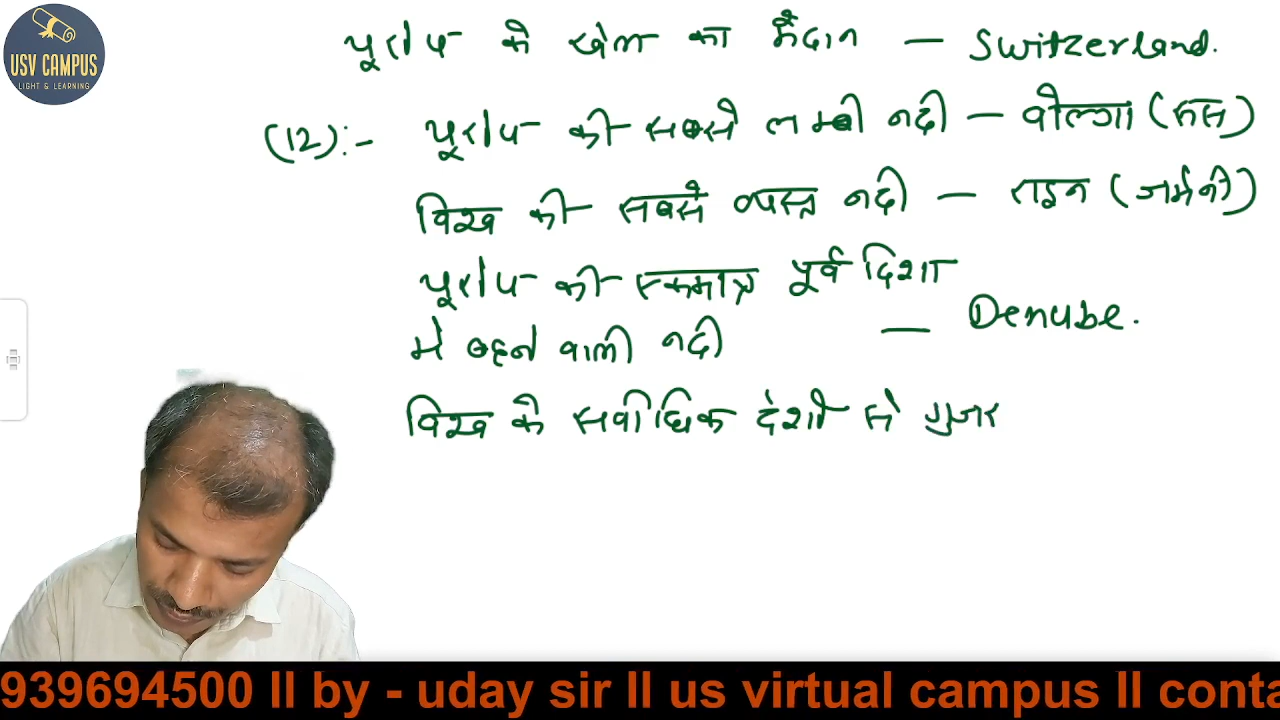 USV CAMPUS
LIGHT & LEARNING
यूरोप के खेल का मैदान — Switzerland.
(12):- यूरोप की सबसे लम्बी नदी — वोल्गा (रूस)
विश्व की सबसे व्यस्त नदी — राइन (जर्मनी)
यूरोप की एकमात्र पूर्व दिशा
में बहने वाली नदी — Denube.
विश्व के सर्वाधिक देशों से गुजर
939694500 ll by - uday sir ll us virtual campus ll conta